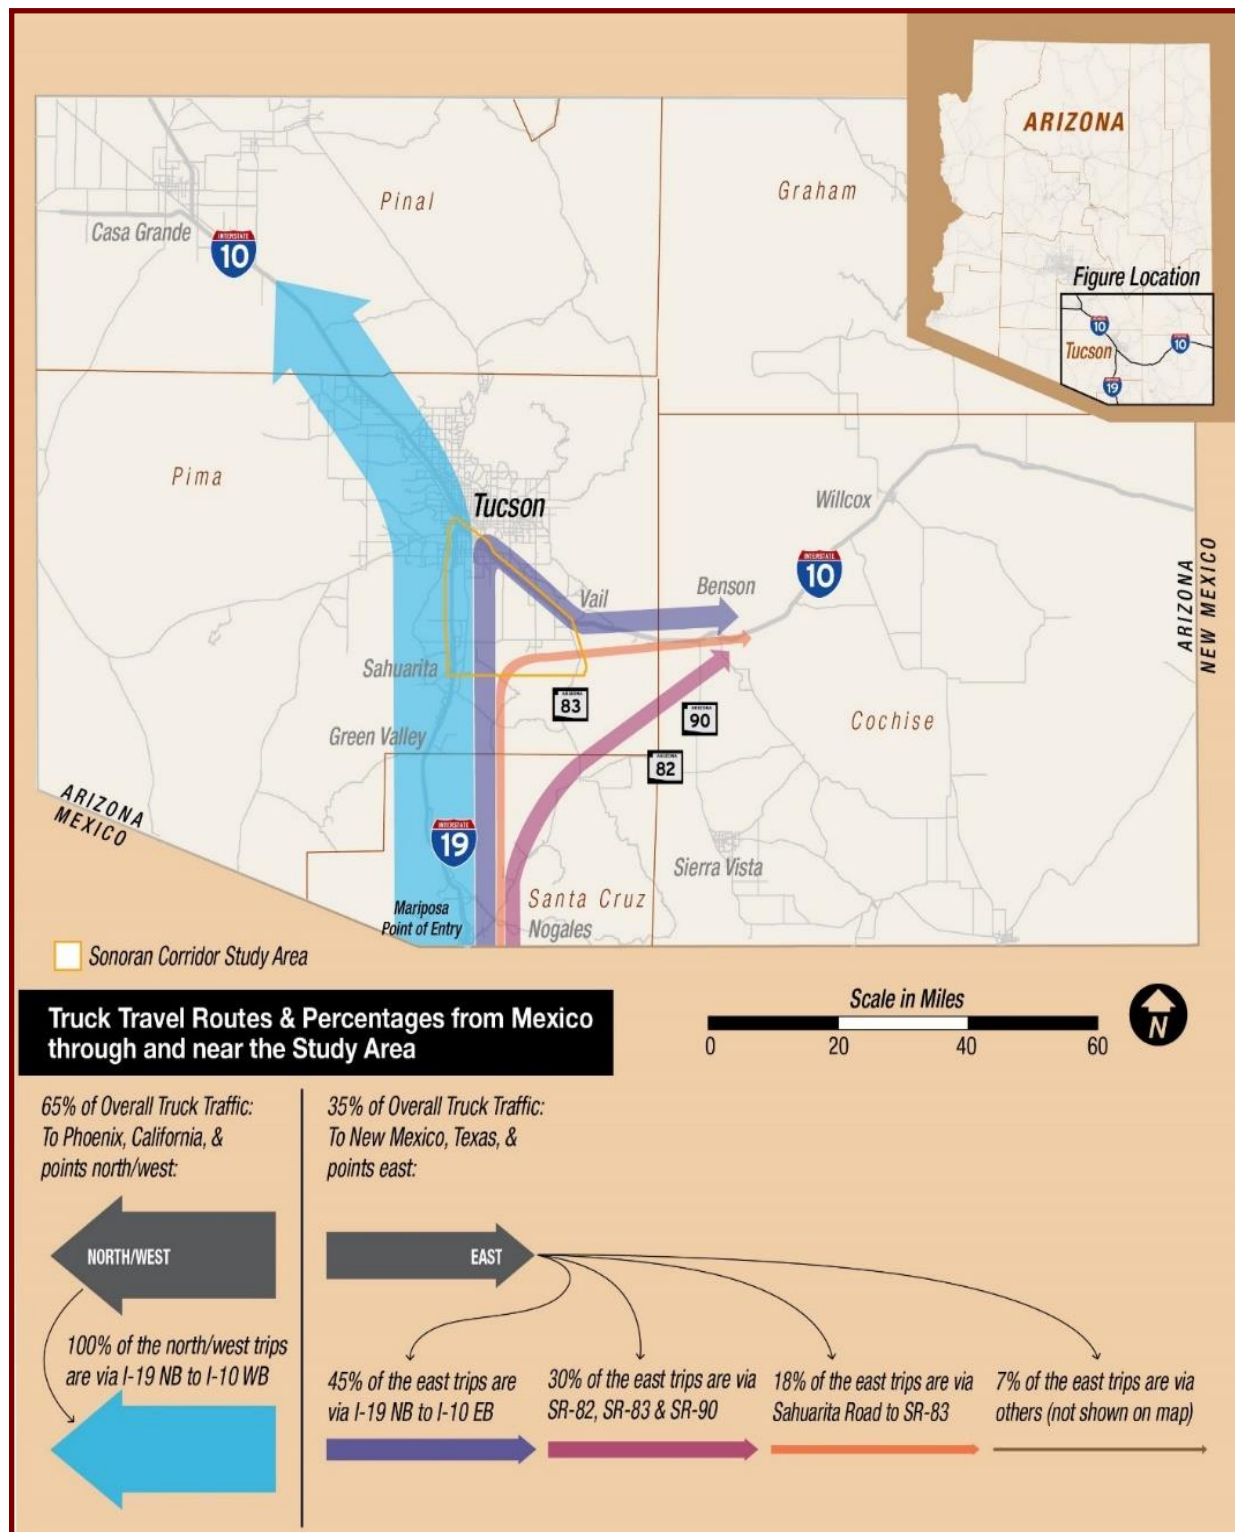 ARIZONA
Pinal
Graham
Casa Grande
INTERSTATE
10
Figure Location
10
10
Tucson
19
Pima
Tucson
Willcox
INTERSTATE
10
Benson
Vail
ARIZONA
NEW MEXICO
Sahuarita
ARIZONA
83
ARIZONA
90
Cochise
Green Valley
ARIZONA
82
ARIZONA
MEXICO
INTERSTATE
19
Sierra Vista
Santa Cruz
Mariposa
Point of Entry
Nogales
Sonoran Corridor Study Area
Scale in Miles
0 20 40 60
N
Truck Travel Routes & Percentages from Mexico
through and near the Study Area
65% of Overall Truck Traffic:
To Phoenix, California, &
points north/west:
35% of Overall Truck Traffic:
To New Mexico, Texas, &
points east:
NORTH/WEST
EAST
100% of the north/west trips
are via I-19 NB to I-10 WB
45% of the east trips are
via I-19 NB to I-10 EB
30% of the east trips are via
SR-82, SR-83 & SR-90
18% of the east trips are via
Sahuarita Road to SR-83
7% of the east trips are via
others (not shown on map)